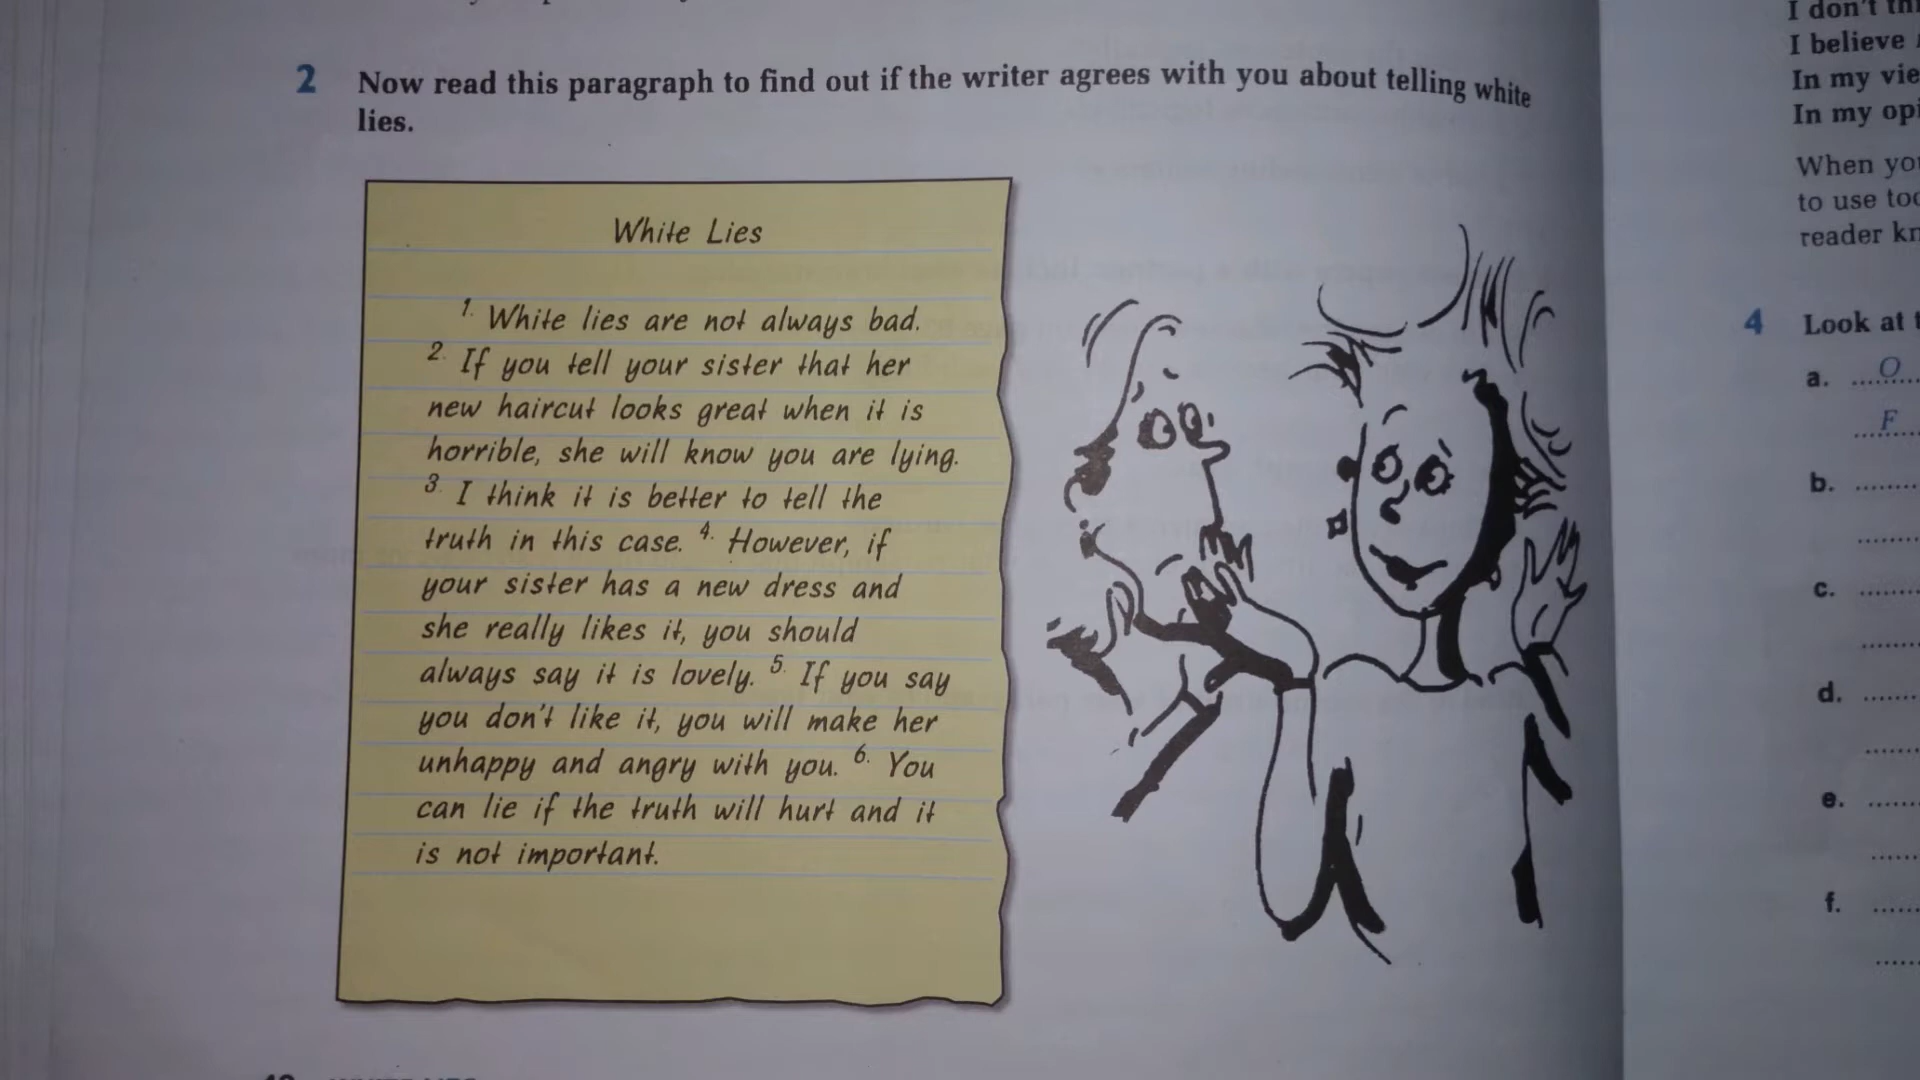 2 Now read this paragraph to find out if the writer agrees with you about telling white
lies.
White Lies
1. White lies are not always bad.
2. If you tell your sister that her
new haircut looks great when it is
horrible, she will know you are lying.
3. I think it is better to tell the
truth in this case. 4. However, if
your sister has a new dress and
she really likes it, you should
always say it is lovely. 5. If you say
you don't like it, you will make her
unhappy and angry with you. 6. You
can lie if the truth will hurt and it
is not important.
I don't
I believe
In my
In my
When
to use
reader
4 Look at
a. O
F
b.
c.
d.
e.
f.